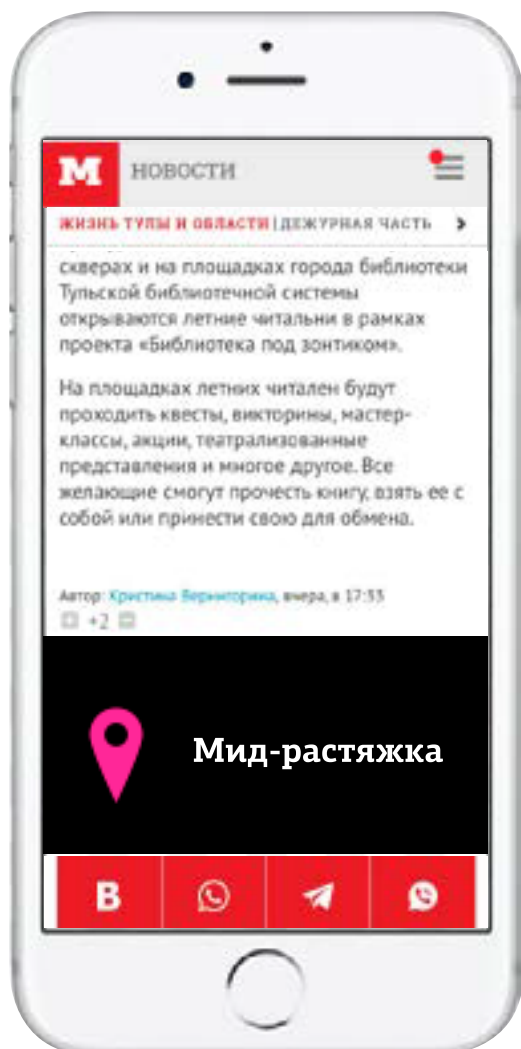 М НОВОСТИ
ЖИЗНЬ ТУЛЫ И ОБЛАСТИ | ДЕЖУРНАЯ ЧАСТЬ >
скверах и на площадках города библиотеки
Тульской библиотечной системы
открываются летние читальни в рамках
проекта «Библиотека под зонтиком».
На площадках летних читален будут
проходить квесты, викторины, мастер-
классы, акции, театрализованные
представления и многое другое. Все
желающие смогут прочесть книгу, взять ее с
собой или принести свою для обмена.
Автор: Кристина, вчера, в 17:33
+2
Мид-растяжка
В